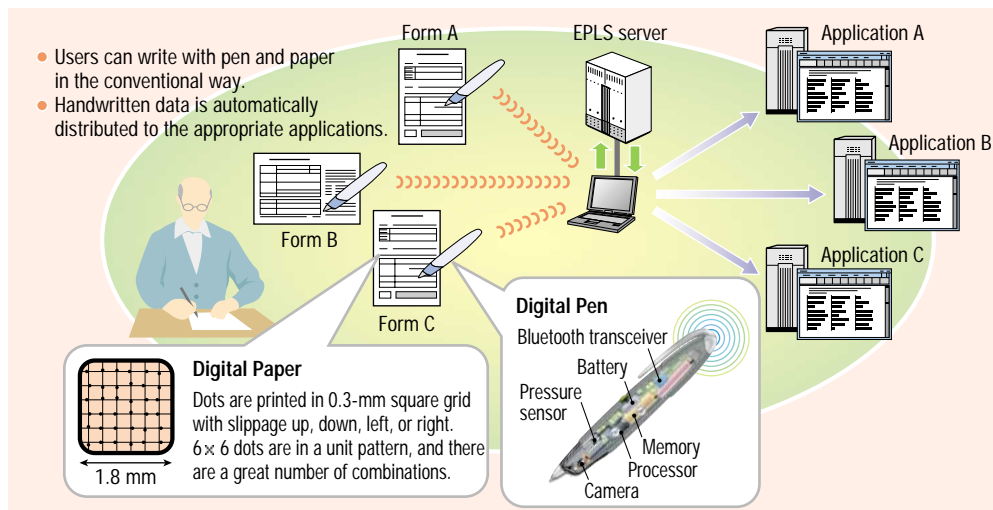 • Users can write with pen and paper
in the conventional way.
• Handwritten data is automatically
distributed to the appropriate applications.
Form A
EPLS server
Application A
Application B
Form B
Application C
Form C
Digital Paper
Dots are printed in 0.3-mm square grid
with slippage up, down, left, or right.
6 × 6 dots are in a unit pattern, and there
are a great number of combinations.
1.8 mm
Digital Pen
Bluetooth transceiver
Battery
Pressure
sensor
Memory
Processor
Camera